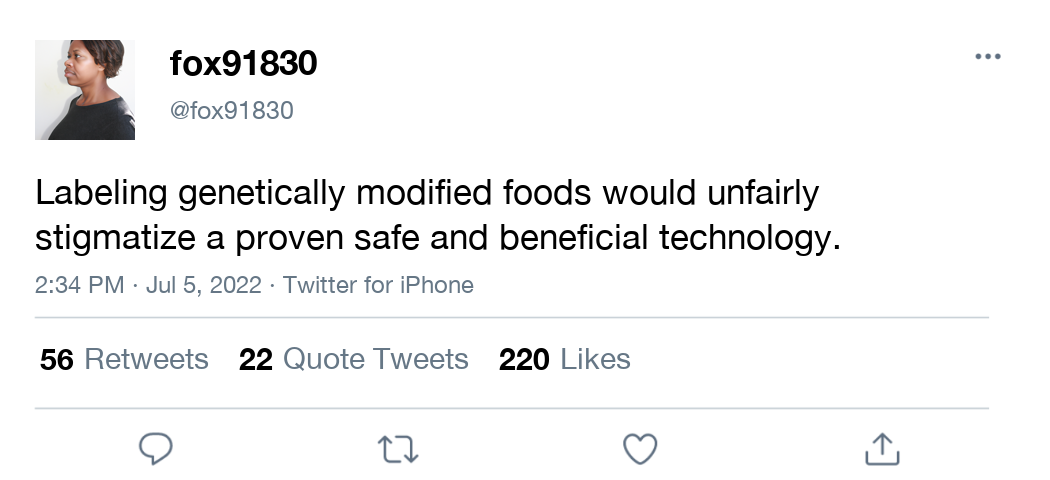 fox91830
@fox91830
Labeling genetically modified foods would unfairly
stigmatize a proven safe and beneficial technology.
2:34 PM · Jul 5, 2022 · Twitter for iPhone
56 Retweets 22 Quote Tweets 220 Likes